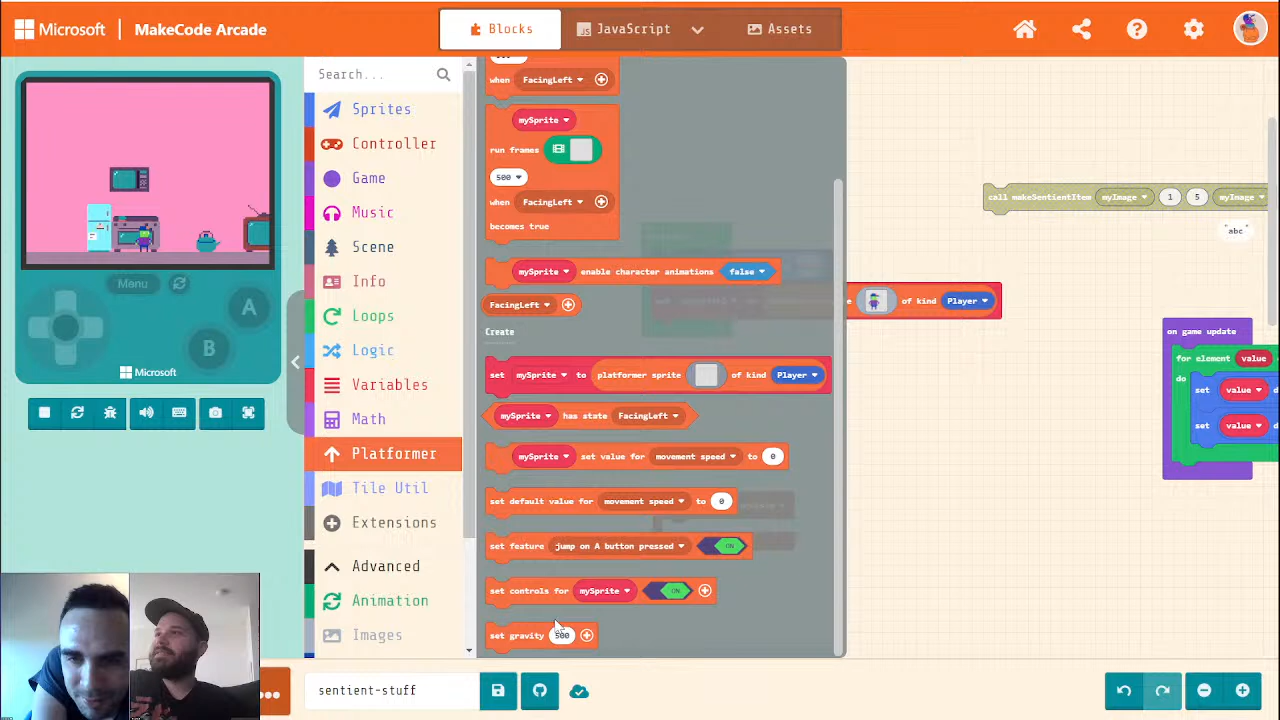 Microsoft | MakeCode Arcade
Blocks
JavaScript
Assets
Menu
A
B
Microsoft
Search...
Sprites
Controller
Game
Music
Scene
Info
Loops
Logic
Variables
Math
Platformer
Tile Util
Extensions
Advanced
Animation
Images
when FacingLeft
mySprite
run frames
500
when FacingLeft
becomes true
mySprite enable character animations false
FacingLeft
Create
set mySprite to platformer sprite of kind Player
mySprite has state FacingLeft
mySprite set value for movement speed to 0
set default value for movement speed to 0
set feature jump on A button pressed ON
set controls for mySprite ON
set gravity 500
call makeSentientItem myImage 1 5 myImage
"abc
of kind Player
on game update
for element value
do set value d
set value d
sentient-stuff